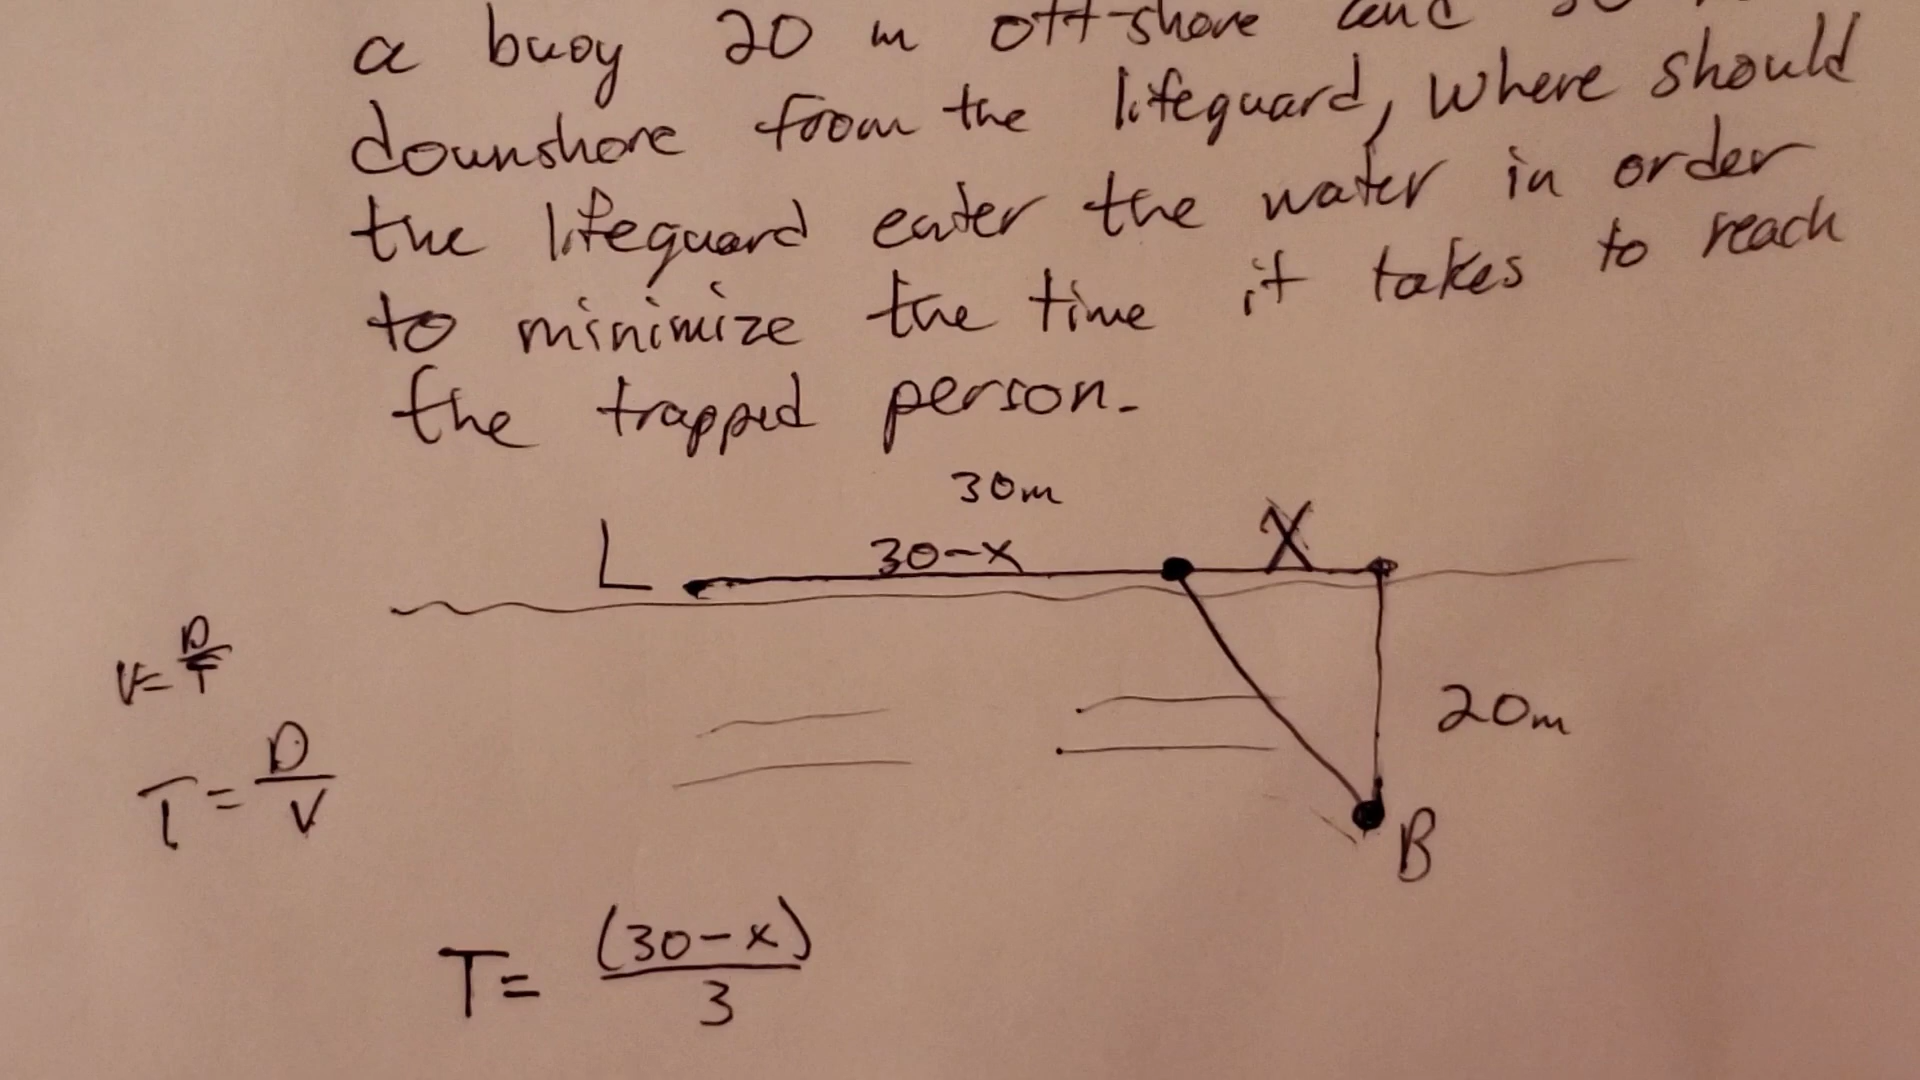 a buoy 20 m off-shore and
downshore from the lifeguard, where should
the lifeguard enter the water in order
to minimize the time it takes to reach
the trapped person.
30m
L 30-x X
V= D/T
20m
T= D/V
B
T= (30-x)/3